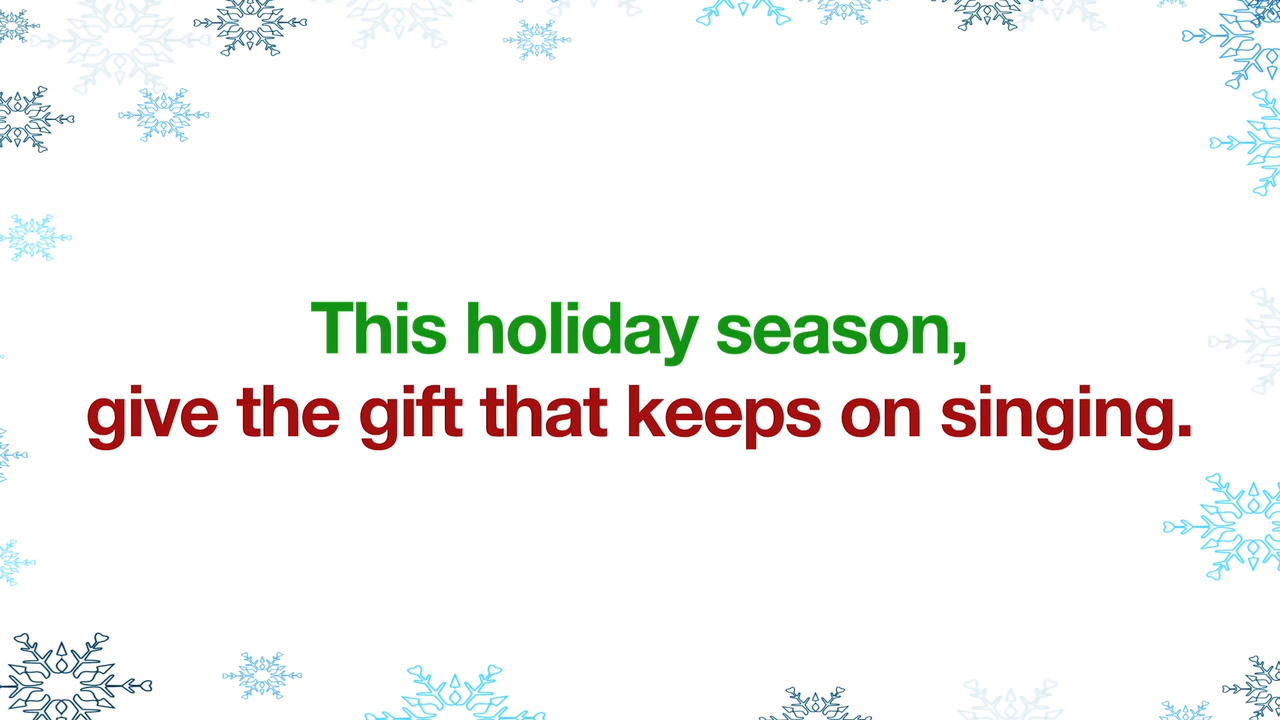 This holiday season,
give the gift that keeps on singing.